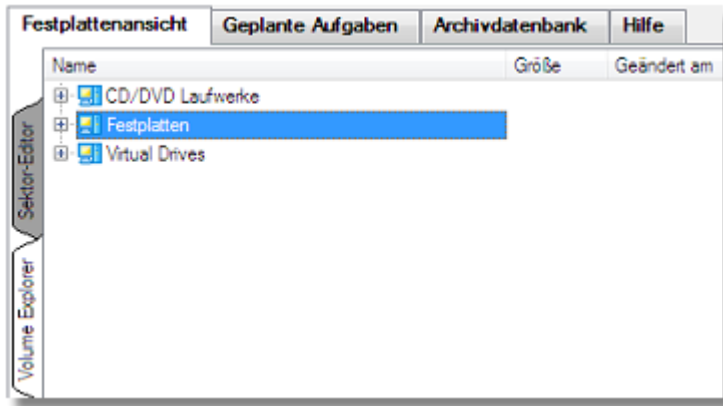 Festplattenansicht Geplante Aufgaben Archivdatenbank Hilfe
Name Größe Geändert am
CD/DVD Laufwerke
Festplatten
Virtual Drives
Sektor-Editor
Volume Explorer